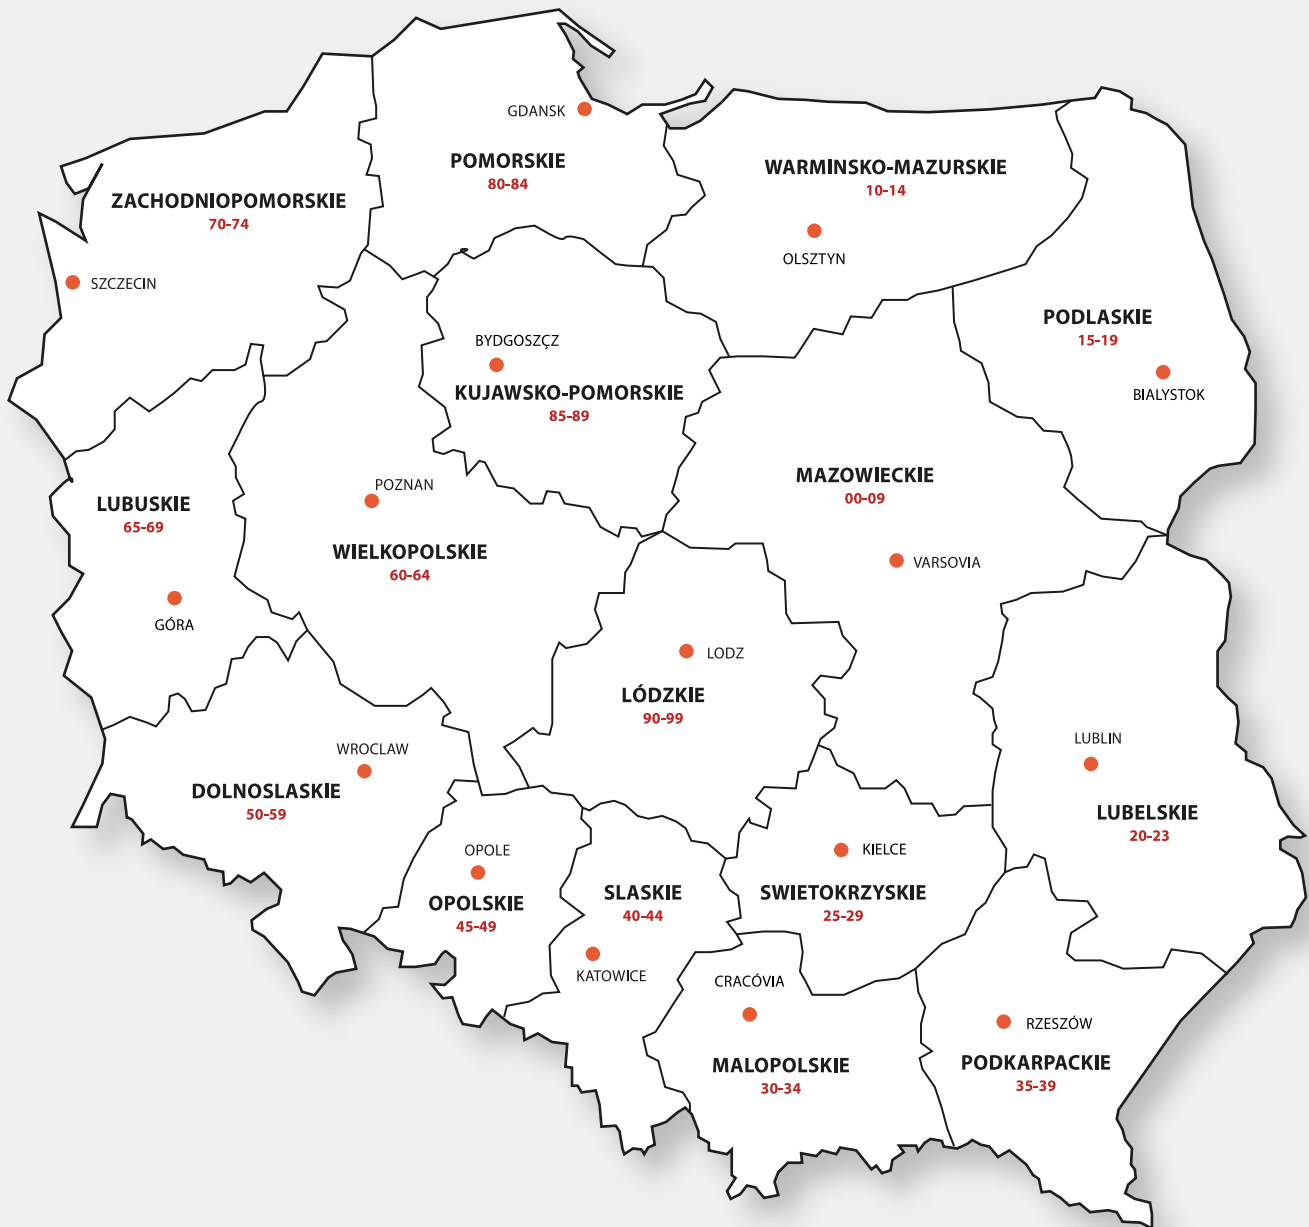 GDANSK
POMORSKIE
80-84
WARMINSKO-MAZURSKIE
10-14
ZACHODNIOPOMORSKIE
70-74
OLSZTYN
SZCZECIN
PODLASKIE
15-19
BYDGOSZÇZ
KUJAWSKO-POMORSKIE
85-89
BIALYSTOK
MAZOWIECKIE
00-09
POZNAN
LUBUSKIE
65-69
WIELKOPOLSKIE
60-64
VARSOVIA
GÓRA
LODZ
LÓDZKIE
90-99
WROCLAW
LUBLIN
DOLNOSLASKIE
50-59
LUBELSKIE
20-23
OPOLE
KIELCE
OPOLSKIE
45-49
SLASKIE
40-44
SWIETOKRZYSKIE
25-29
KATOWICE
CRACÓVIA
RZESZÓW
MALOPOLSKIE
30-34
PODKARPACKIE
35-39